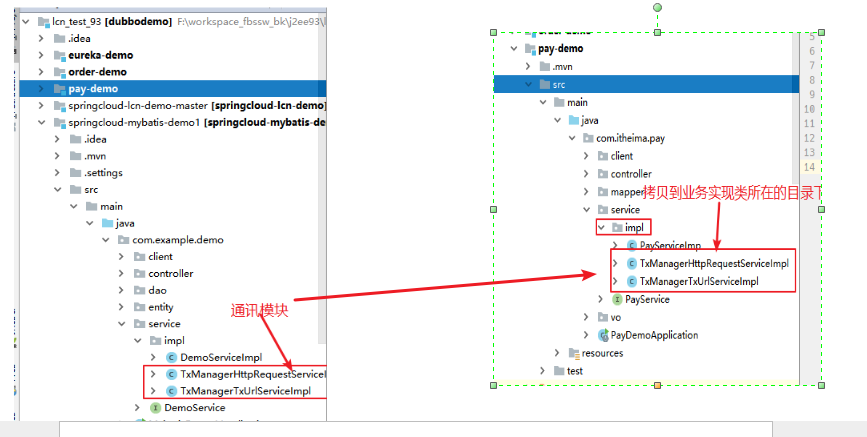 lcn_test_93 [dubbodemo] F:\workspace_fbssw_bk\j2ee93\l
.idea
eureka-demo
order-demo
pay-demo
springcloud-lcn-demo-master [springcloud-lcn-demo]
springcloud-mybatis-demo1 [springcloud-mybatis-de
.idea
.mvn
.settings
src
main
java
com.example.demo
client
controller
dao
entity
service
impl
DemoServiceImpl
TxManagerHttpRequestServiceI
TxManagerTxUrlServiceImpl
DemoService
通讯模块
pay-demo
.mvn
src
main
java
com.itheima.pay
client
controller
mapper
拷贝到业务实现类所在的目录下
service
impl
PayServiceImp
TxManagerHttpRequestServiceImpl
TxManagerTxUrlServiceImpl
PayService
vo
PayDemoApplication
resources
test
5
6
7
8
9
10
11
12
13
14